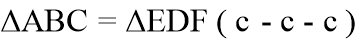 ΔABC = ΔEDF ( c - c - c )